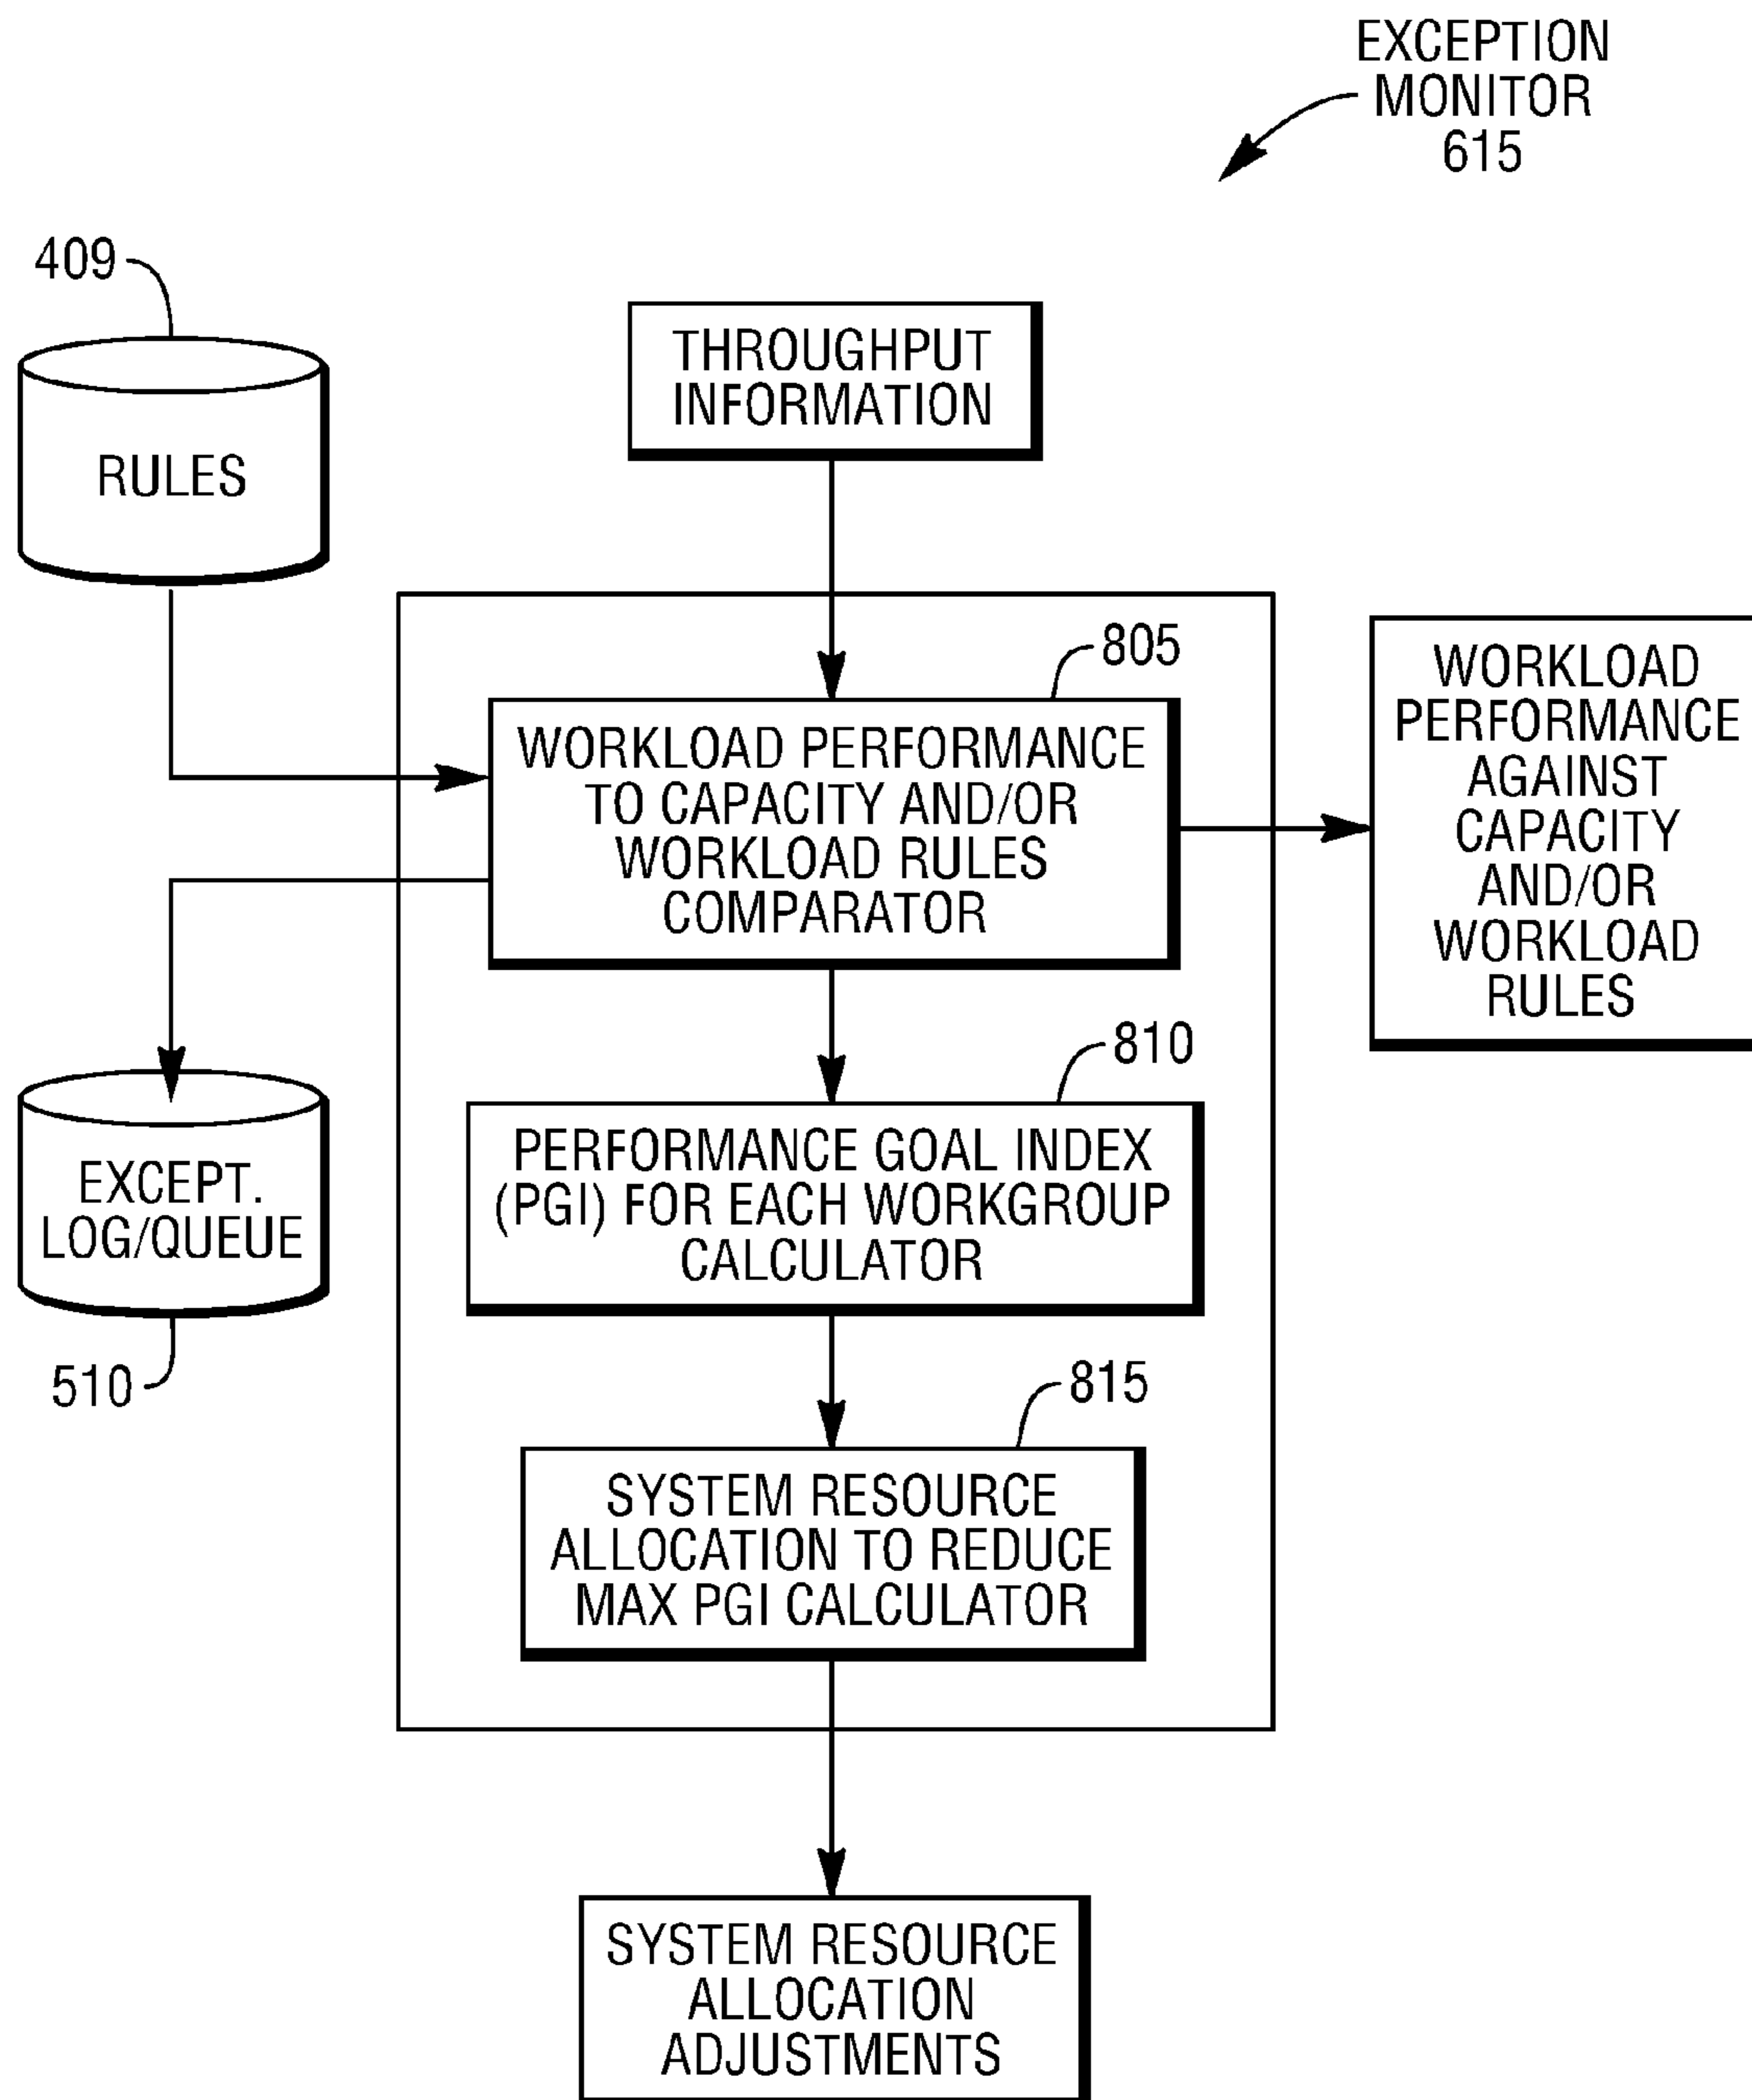 EXCEPTION
MONITOR
615
409
RULES
THROUGHPUT
INFORMATION
805
WORKLOAD PERFORMANCE
TO CAPACITY AND/OR
WORKLOAD RULES
COMPARATOR
WORKLOAD
PERFORMANCE
AGAINST
CAPACITY
AND/OR
WORKLOAD
RULES
810
PERFORMANCE GOAL INDEX
(PGI) FOR EACH WORKGROUP
CALCULATOR
EXCEPT.
LOG/QUEUE
510
815
SYSTEM RESOURCE
ALLOCATION TO REDUCE
MAX PGI CALCULATOR
SYSTEM RESOURCE
ALLOCATION
ADJUSTMENTS